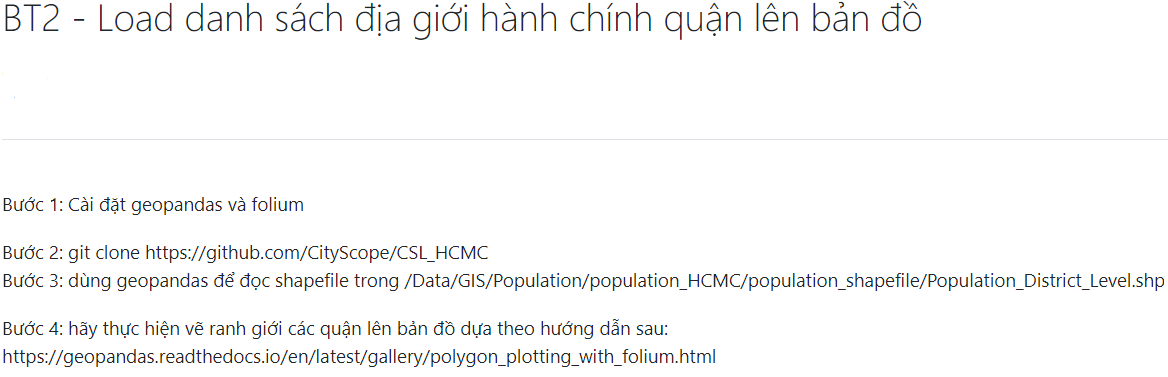 BT2 - Load danh sách địa giới hành chính quận lên bản đồ
Bước 1: Cài đặt geopandas và folium
Bước 2: git clone https://github.com/CityScope/CSL_HCMC
Bước 3: dùng geopandas để đọc shapefile trong /Data/GIS/Population/population_HCMC/population_shapefile/Population_District_Level.shp
Bước 4: hãy thực hiện vẽ ranh giới các quận lên bản đồ dựa theo hướng dẫn sau:
https://geopandas.readthedocs.io/en/latest/gallery/polygon_plotting_with_folium.html